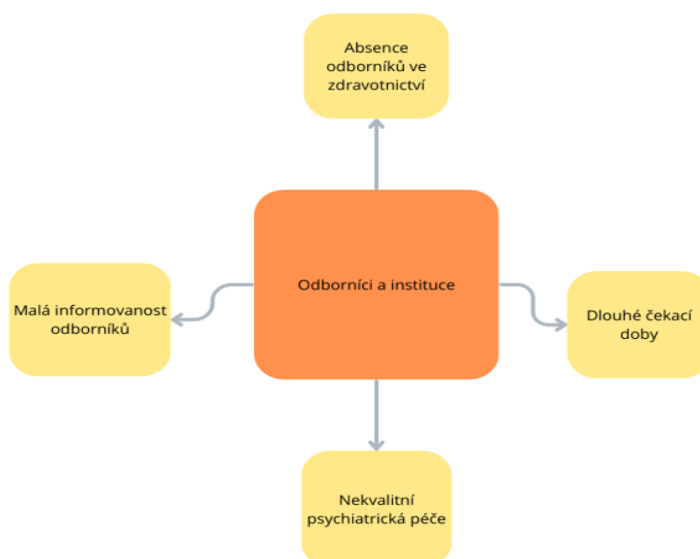 Absence
odborníků ve
zdravotnictví
Odborníci a instituce
Malá informovanost
odborníků
Dlouhé čekací
doby
Nekvalitní
psychiatrická péče